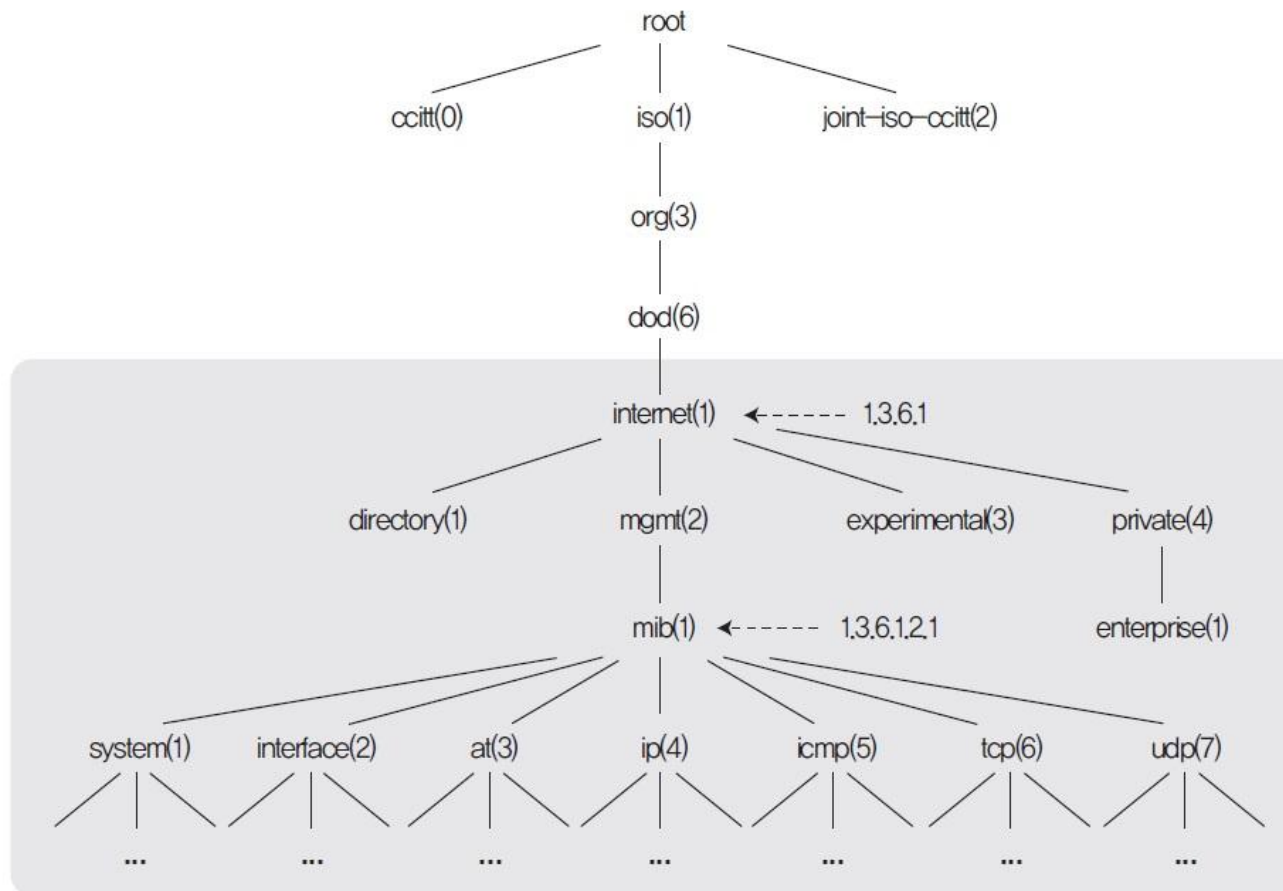 root
ccitt(0) iso(1) joint-iso-ccitt(2)
org(3)
dod(6)
internet(1) 1.3.6.1
directory(1) mgmt(2) experimental(3) private(4)
mib(1) 1.3.6.1.2.1 enterprise(1)
system(1) interface(2) at(3) ip(4) icmp(5) tcp(6) udp(7)
... ... ... ... ... ... ...